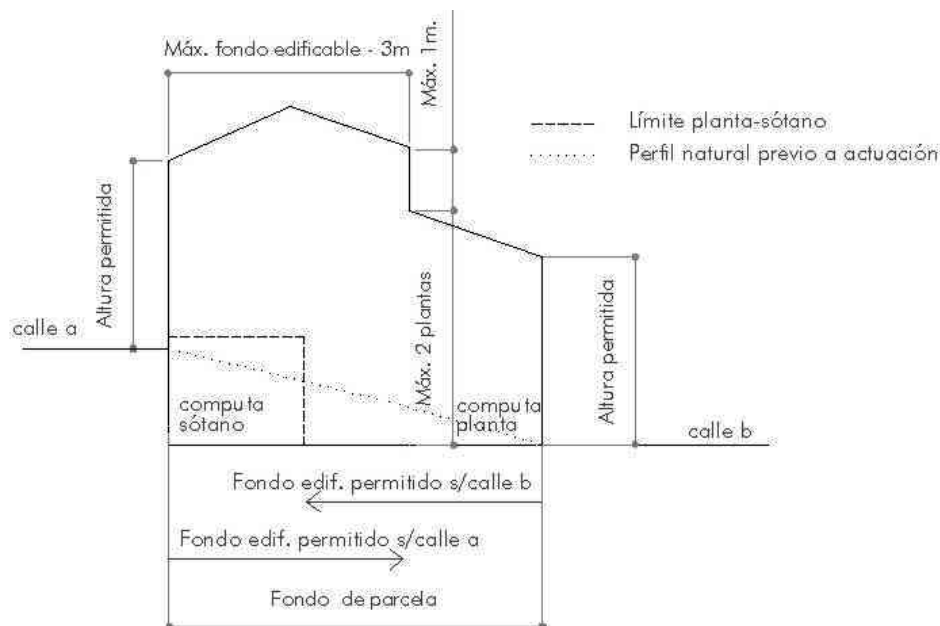 Máx. fondo edificable - 3m
Máx. 1m.
Límite planta-sótano
Perfil natural previo a actuación
Altura permitida
calle a
Máx. 2 plantas
Altura permitida
computa
sótano
computa
planta
calle b
Fondo edif. permitido s/calle b
Fondo edif. permitido s/calle a
Fondo de parcela